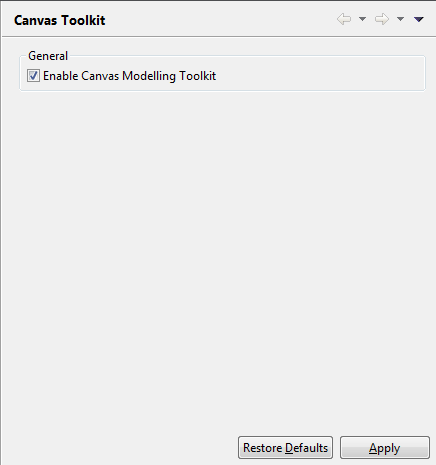 Canvas Toolkit
General
Enable Canvas Modelling Toolkit
Restore Defaults Apply